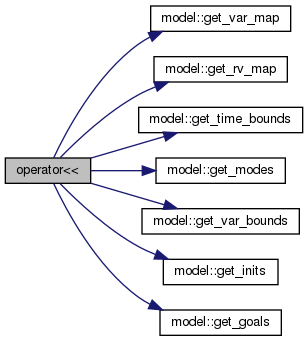 model::get_var_map
model::get_rv_map
model::get_time_bounds
operator<<
model::get_modes
model::get_var_bounds
model::get_inits
model::get_goals